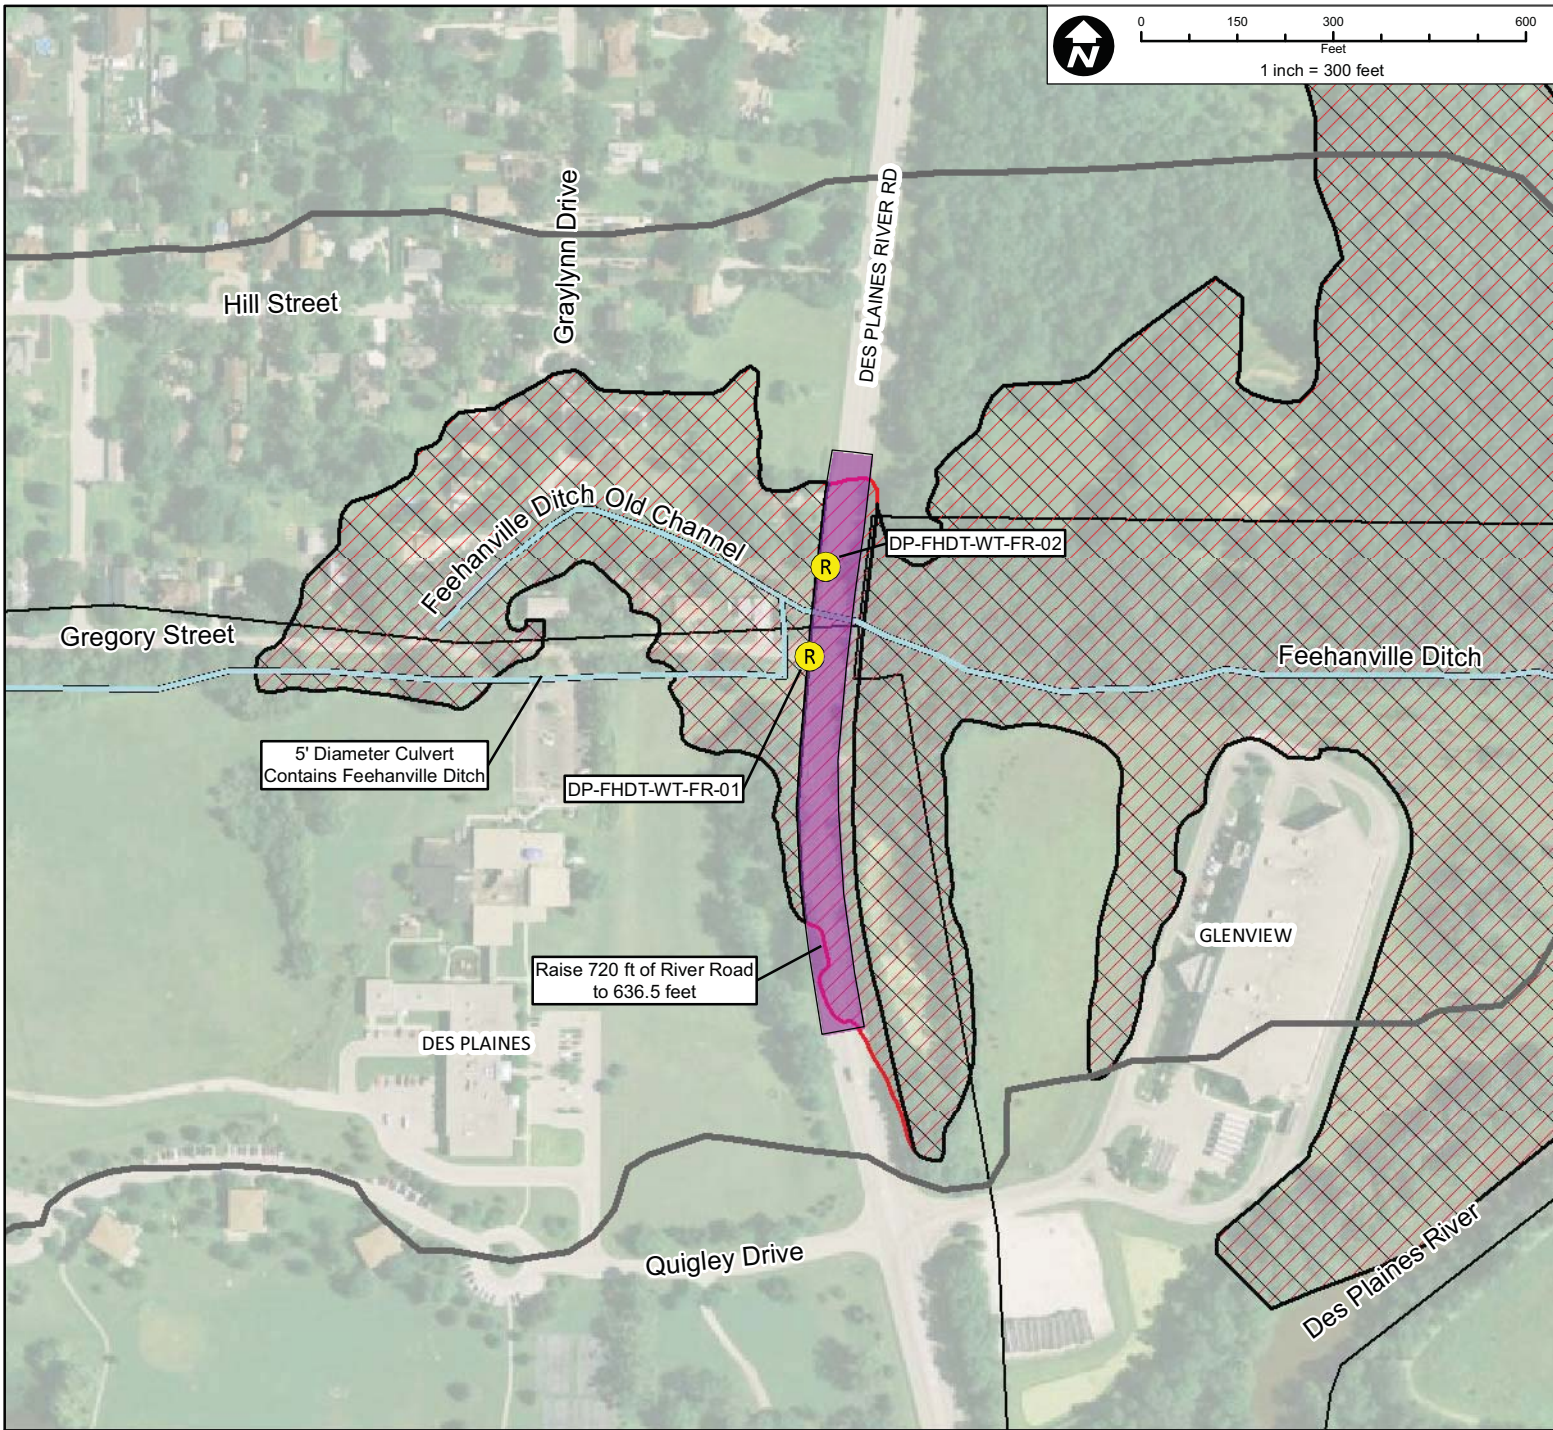 0 150 300 600
Feet
1 inch = 300 feet
N
DES PLAINES RIVER RD
Graylynn Drive
Hill Street
Feehanville Ditch Old Channel
DP-FHDT-WT-FR-02
R
Gregory Street
R
Feehanville Ditch
5' Diameter Culvert
Contains Feehanville Ditch
DP-FHDT-WT-FR-01
GLENVIEW
Raise 720 ft of River Road
to 636.5 feet
DES PLAINES
Quigley Drive
Des Plaines River